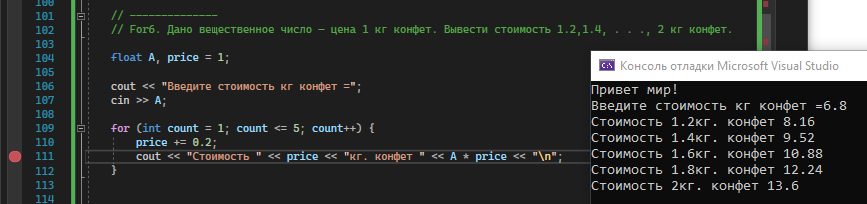 100
101 // --------------
102 // For6. Дано вещественное число – цена 1 кг конфет. Вывести стоимость 1.2,1.4, . . ., 2 кг конфет.
103
104 float A, price = 1;
105
106 cout << "Введите стоимость кг конфет =";
107 cin >> A;
108
109 for (int count = 1; count <= 5; count++) {
110 price += 0.2;
111 cout << "Стоимость " << price << "кг. конфет " << A * price << "\n";
112 }
113
114
Консоль отладки Microsoft Visual Studio
Привет мир!
Введите стоимость кг конфет =6.8
Стоимость 1.2кг. конфет 8.16
Стоимость 1.4кг. конфет 9.52
Стоимость 1.6кг. конфет 10.88
Стоимость 1.8кг. конфет 12.24
Стоимость 2кг. конфет 13.6